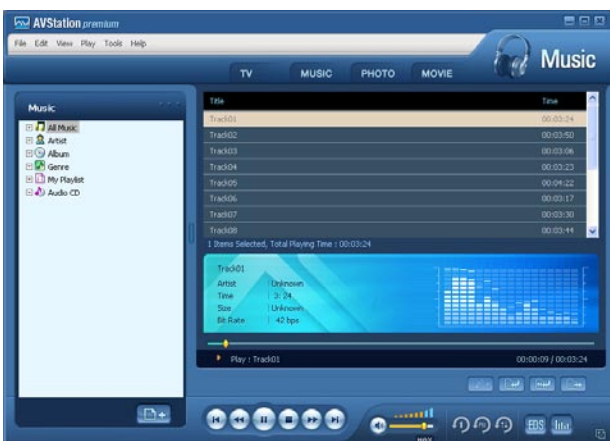 AVStation premium
File Edit View Play Tools Help
Music
TV MUSIC PHOTO MOVIE
Music
All Music
Artist
Album
Genre
My Playlist
Audio CD
Title Time
Track01 00:03:24
Track02 00:03:50
Track03 00:03:06
Track04 00:03:23
Track05 00:04:22
Track06 00:03:17
Track07 00:03:30
Track08 00:03:44
1 Items Selected, Total Playing Time : 00:03:24
Track01
Artist Unknown
Time 3: 24
Size Unknown
Bit Rate 42 bps
Play : Track01 00:00:09 / 00:03:24
EDS